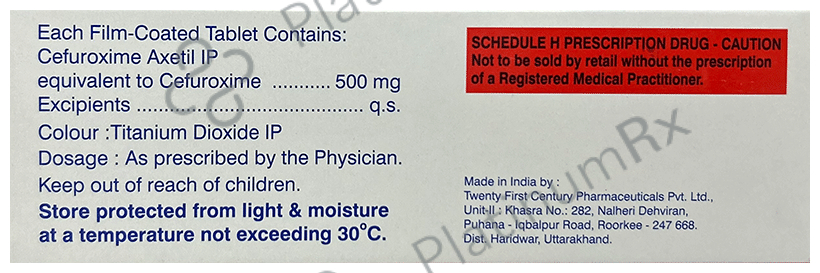 Each Film-Coated Tablet Contains:
Cefuroxime Axetil IP
equivalent to Cefuroxime ........... 500 mg
Excipients ...................................... q.s.
Colour :Titanium Dioxide IP
Dosage : As prescribed by the Physician.
Keep out of reach of children.
Store protected from light & moisture
at a temperature not exceeding 30°C.
SCHEDULE H PRESCRIPTION DRUG - CAUTION
Not to be sold by retail without the prescription
of a Registered Medical Practitioner.
Made in India by :
Twenty First Century Pharmaceuticals Pvt. Ltd.,
Unit-II : Khasra No.: 282, Nalheri Dehviran,
Puhana - Iqbalpur Road, Roorkee - 247 668.
Dist. Haridwar, Uttarakhand.
PlatinumRx